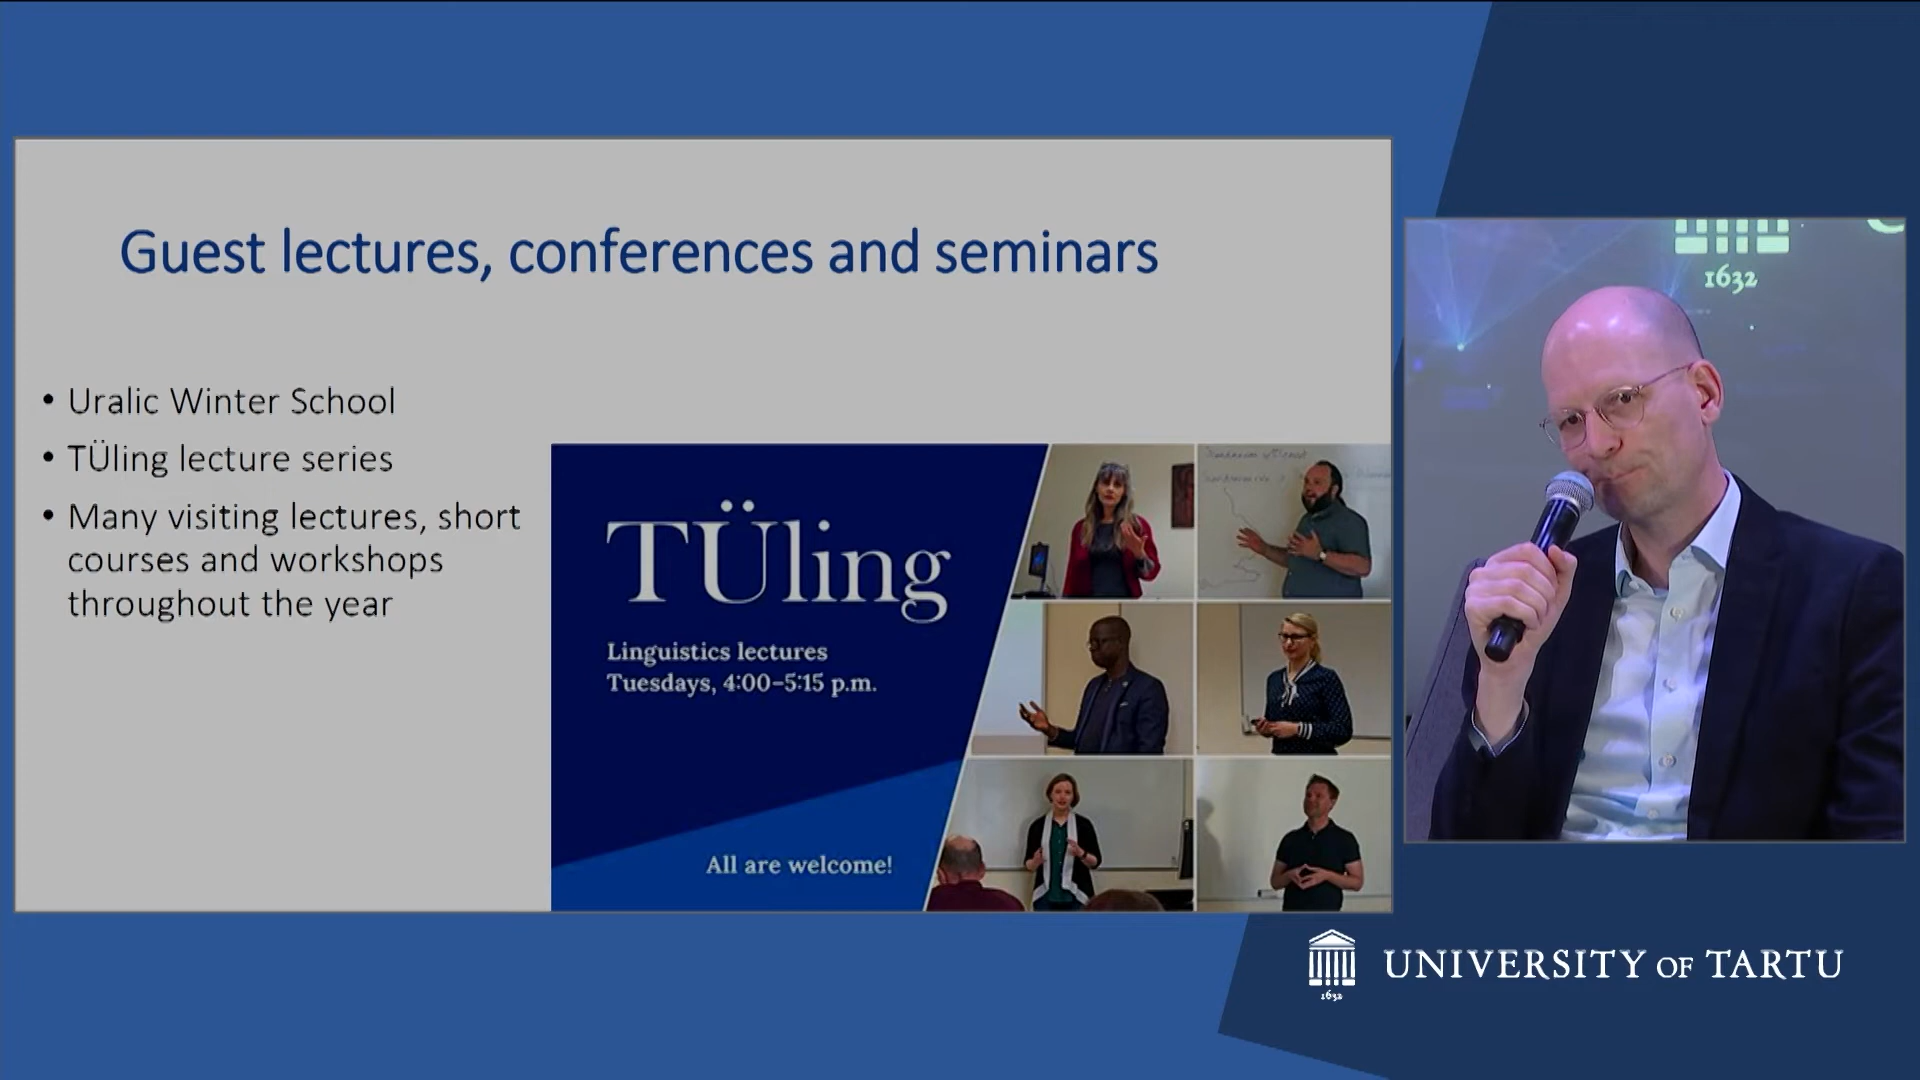 Guest lectures, conferences and seminars
• Uralic Winter School
• TÜling lecture series
• Many visiting lectures, short
courses and workshops
throughout the year
TÜling
Linguistics lectures
Tuesdays, 4:00–5:15 p.m.
All are welcome!
1632
UNIVERSITY OF TARTU
1632